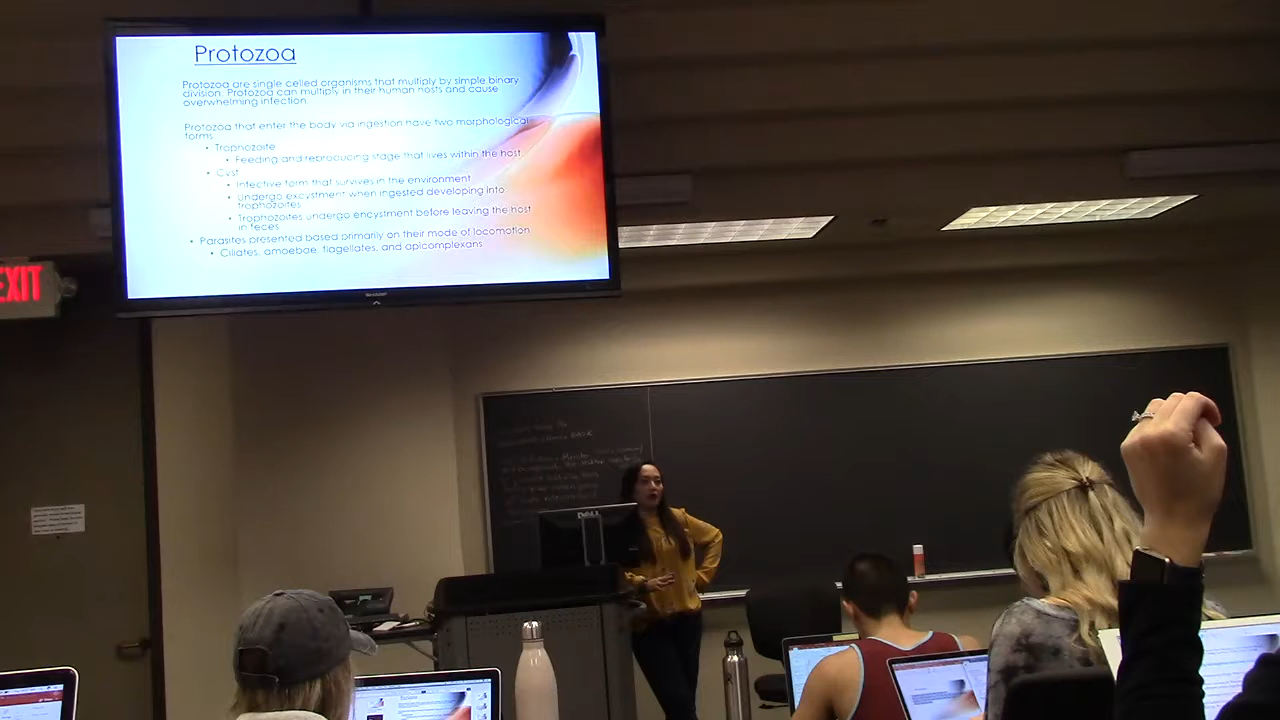 Protozoa
Protozoa are single celled organisms that multiply by simple binary
division. Protozoa can multiply in their human hosts and cause
overwhelming infection.
Protozoa that enter the body via ingestion have two morphological
forms
• Trophozoite
• Feeding and reproducing stage that lives within the host.
• Cyst
• Infective form that survives in the environment
• Undergo excystment when ingested developing into
trophozoites
• Trophozoites undergo encystment before leaving the host
in feces
• Parasites presented based primarily on their mode of locomotion
• Ciliates, amoebae, flagellates, and apicomplexans
SHARP
EXIT
DELL